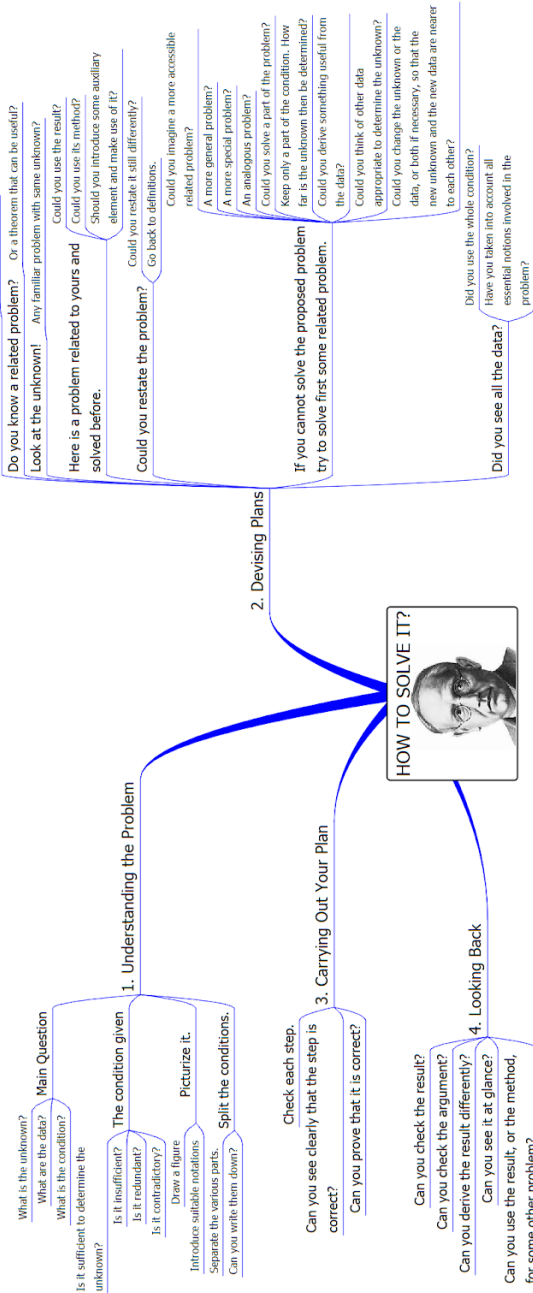 HOW TO SOLVE IT?
1. Understanding the Problem
Main Question
What is the unknown?
What are the data?
What is the condition?
The condition given
Is it sufficient to determine the
unknown?
Is it insufficient?
Is it redundant?
Is it contradictory?
Picturize it.
Draw a figure
Introduce suitable notations
Split the conditions.
Separate the various parts.
Can you write them down?
2. Devising Plans
Do you know a related problem?
Or a theorem that can be useful?
Look at the unknown!
Any familiar problem with same unknown?
Here is a problem related to yours and
solved before.
Could you use the result?
Could you use its method?
Should you introduce some auxiliary
element and make use of it?
Could you restate the problem?
Could you restate it still differently?
Go back to definitions.
If you cannot solve the proposed problem
try to solve first some related problem.
Could you imagine a more accessible
related problem?
A more general problem?
A more special problem?
An analogous problem?
Could you solve a part of the problem?
Keep only a part of the condition. How
far is the unknown then be determined?
Could you derive something useful from
the data?
Could you think of other data
appropriate to determine the unknown?
Could you change the unknown or the
data, or both if necessary, so that the
new unknown and the new data are nearer
to each other?
Did you see all the data?
Did you use the whole condition?
Have you taken into account all
essential notions involved in the
problem?
3. Carrying Out Your Plan
Check each step.
Can you see clearly that the step is
correct?
Can you prove that it is correct?
4. Looking Back
Can you check the result?
Can you check the argument?
Can you derive the result differently?
Can you see it at glance?
Can you use the result, or the method,
for some other problem?